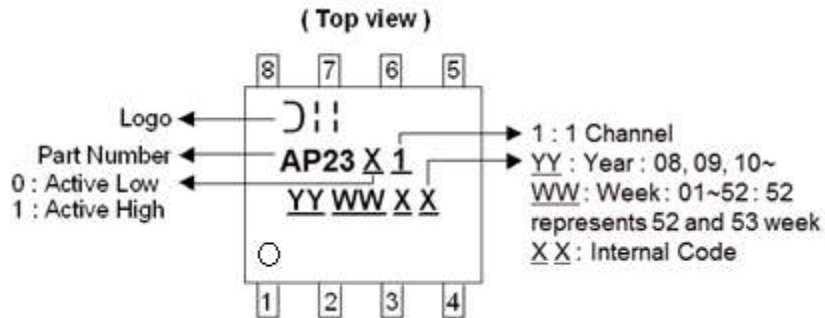 ( Top view )
8 7 6 5
Logo
Part Number
0 : Active Low
1 : Active High
AP23 X 1
YY WW X X
1 : 1 Channel
YY : Year : 08, 09, 10~
WW : Week : 01~52 : 52
represents 52 and 53 week
X X : Internal Code
1 2 3 4